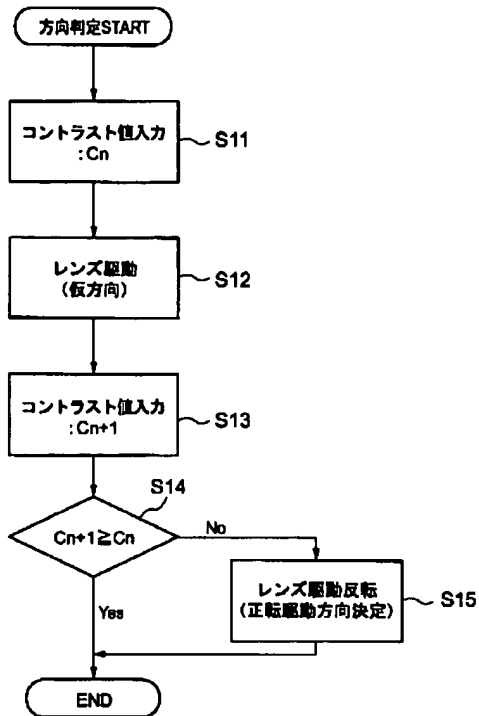 方向判定START
コントラスト値入力
:Cn
S11
レンズ駆動
(仮方向)
S12
コントラスト値入力
:Cn+1
S13
S14
Cn+1≧Cn
No
Yes
レンズ駆動反転
(正転駆動方向決定)
S15
END